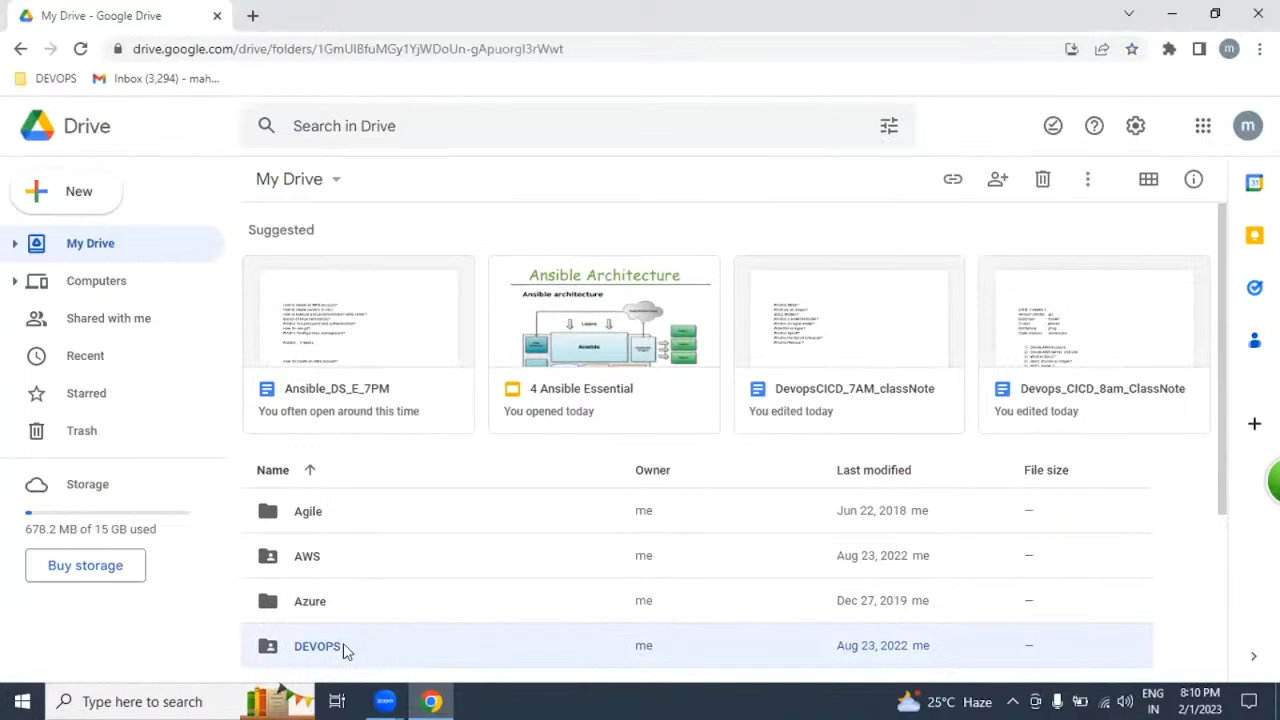 My Drive - Google Drive
drive.google.com/drive/folders/1GmUl8fuMGy1YjWDoUn-gApuorgI3rWwt
m
DEVOPS
Inbox (3,294) - mah...
Drive
Search in Drive
m
New
My Drive
My Drive
Computers
Shared with me
Recent
Starred
Trash
Storage
678.2 MB of 15 GB used
Buy storage
Suggested
Ansible Architecture
Ansible architecture
Ansible
Ansible_DS_E_7PM
You often open around this time
4 Ansible Essential
You opened today
DevopsCICD_7AM_classNote
You edited today
Devops_CICD_8am_ClassNote
You edited today
31
Name Owner Last modified File size
Agile me Jun 22, 2018 me —
AWS me Aug 23, 2022 me —
Azure me Dec 27, 2019 me —
DEVOPS me Aug 23, 2022 me —
Type here to search
zoom
25°C Haze
ENG
IN
8:10 PM
2/1/2023